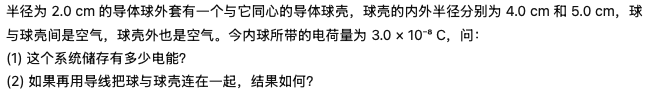 半径为 2.0 cm 的导体球外套有一个与它同心的导体球壳，球壳的内外半径分别为 4.0 cm 和 5.0 cm，球
与球壳间是空气，球壳外也是空气。今内球所带的电荷量为 3.0 × 10⁻⁸ C，问：
(1) 这个系统储存有多少电能?
(2) 如果再用导线把球与球壳连在一起，结果如何?